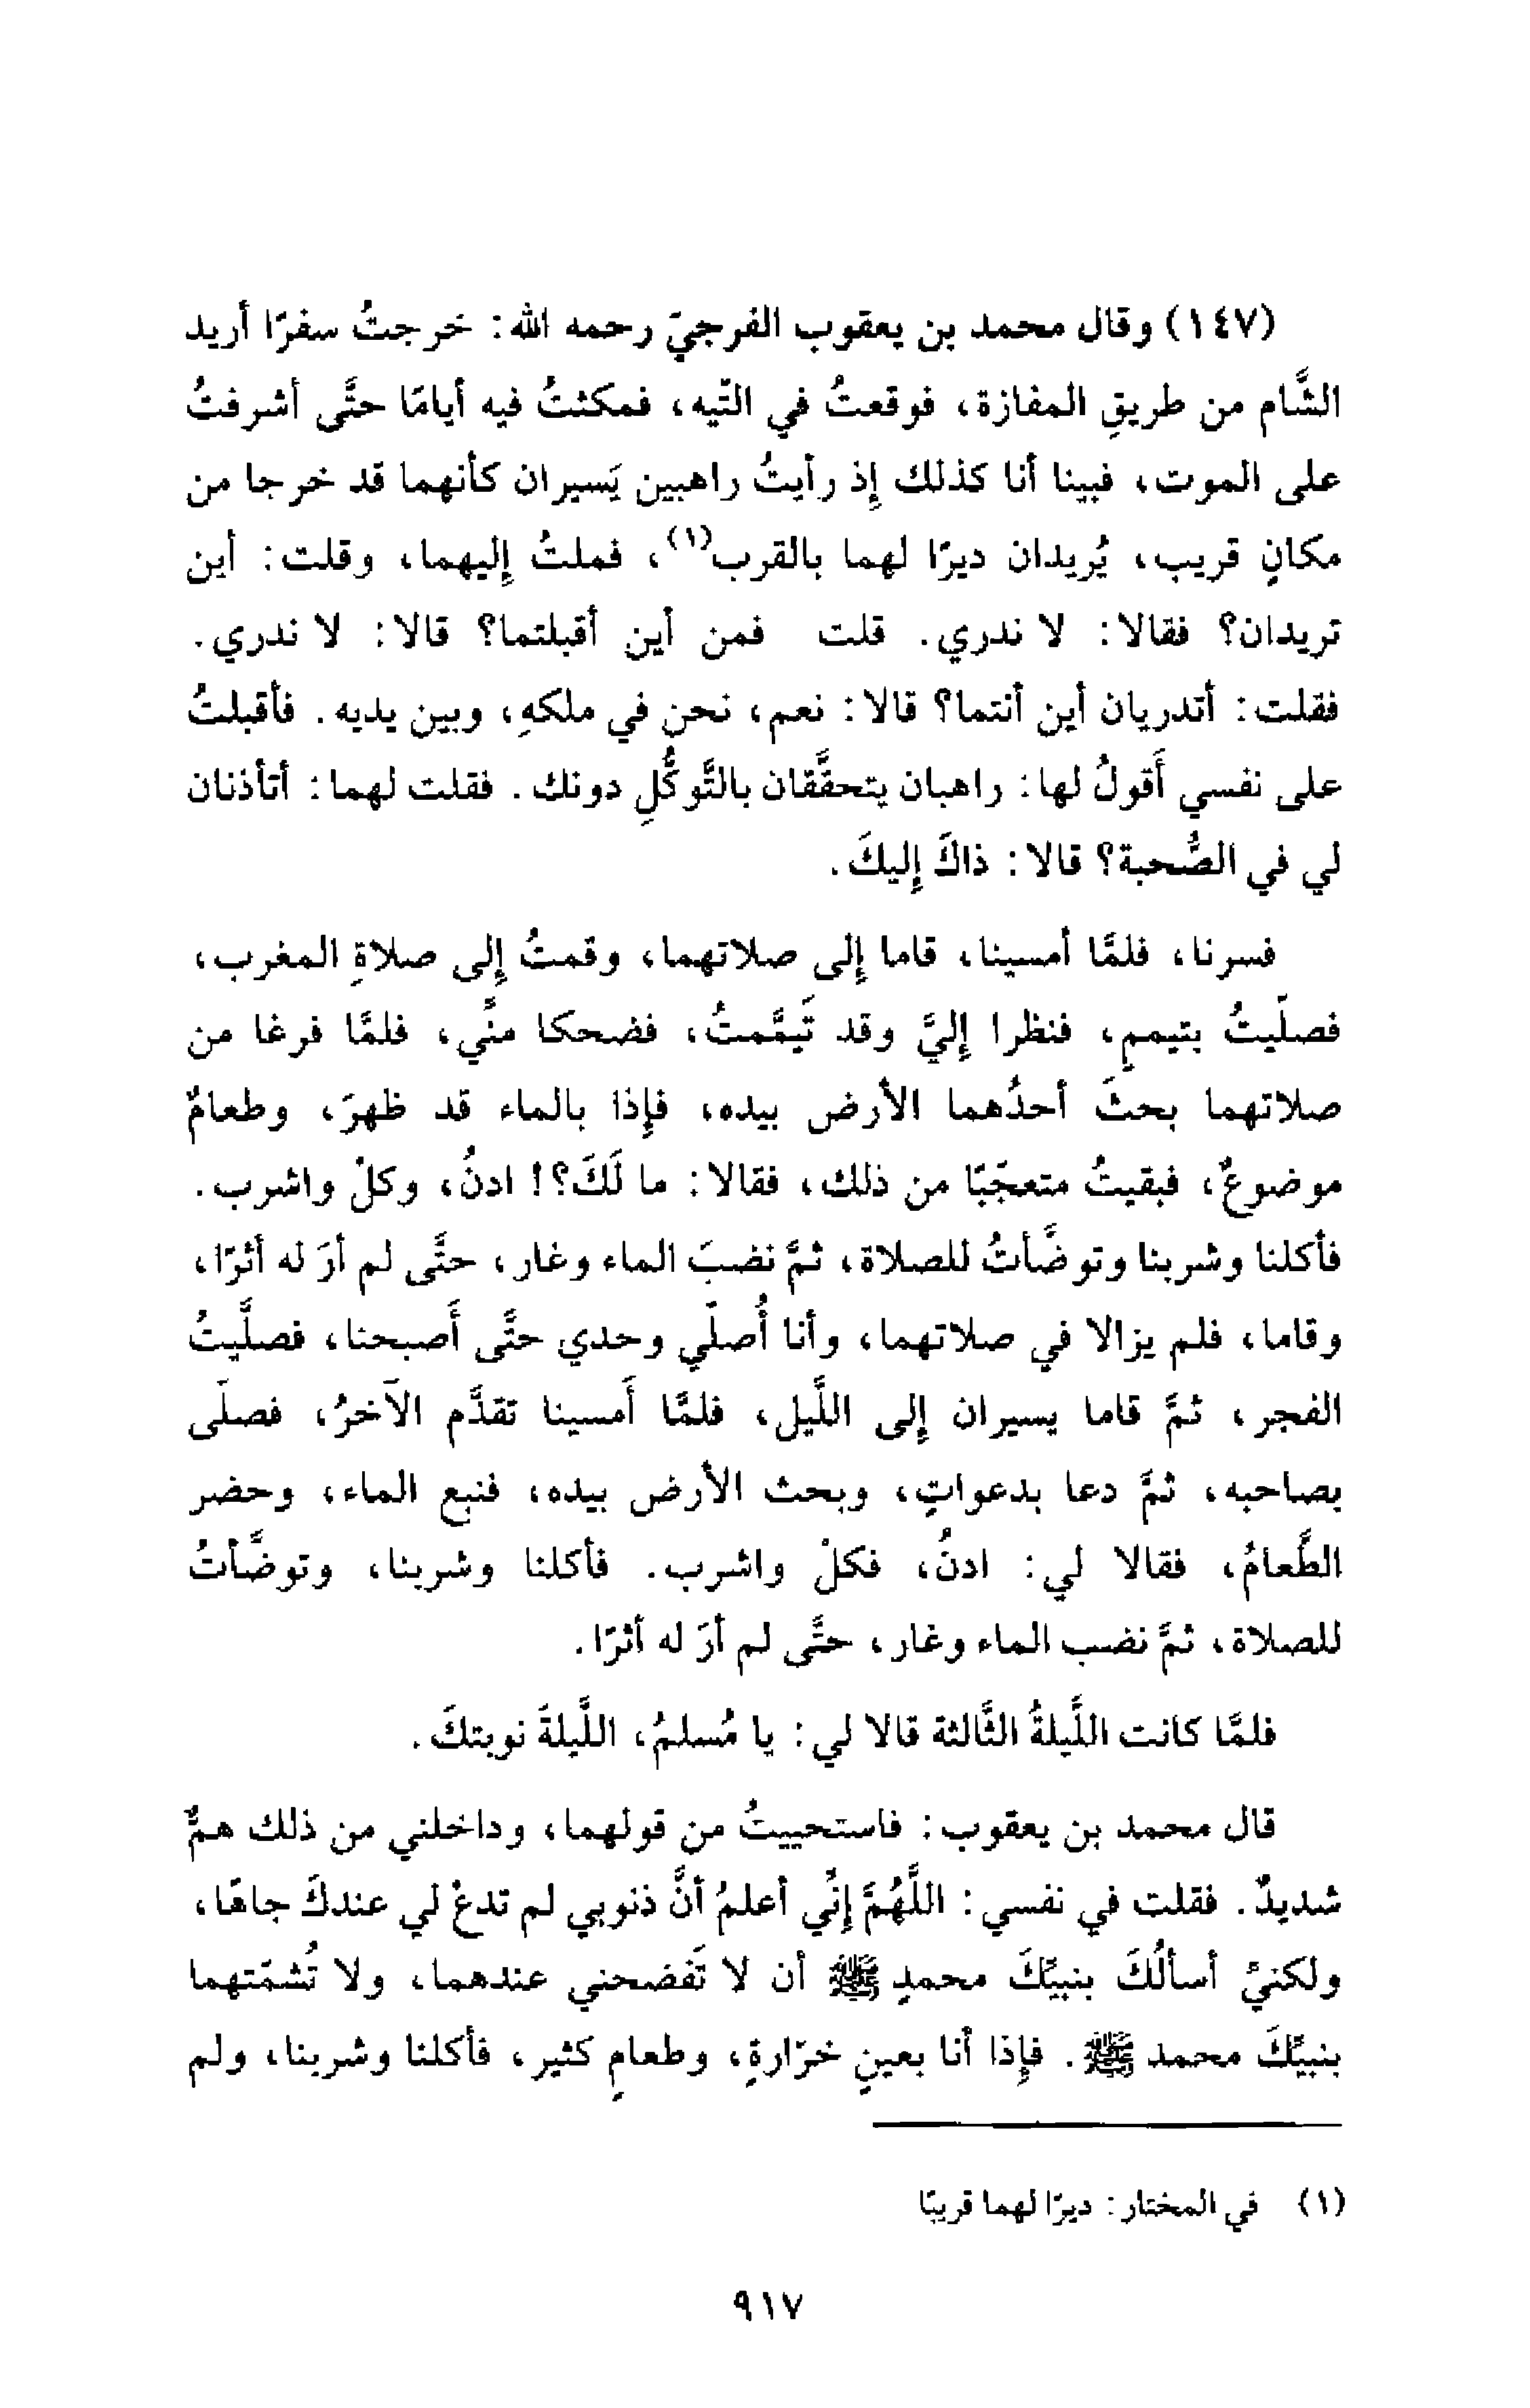 (١٤٧) وقال محمد بن يعقوب الفرجيّ رحمه الله: خرجتُ سفرًا أريد
الشَّام من طريقِ المفازة، فوقعتُ في التّيه، فمكثتُ فيه أيامًا حتَّى أشرفتُ
على الموت، فبينا أنا كذلك إذ رأيتُ راهبين يَسيران كأنهما قد خرجا من
مكانٍ قريب، يُريدان ديرًا لهما بالقرب(١)، فملتُ إليهما، وقلت: أين
تريدان؟ فقالا: لا ندري. قلت فمن أين أقبلتما؟ قالا: لا ندري.
فقلت: أتدريان أين أنتما؟ قالا: نعم، نحن في ملكهِ، وبين يديه. فأقبلتُ
على نفسي أَقولُ لها: راهبان يتحقَّقان بالتَّوكُّلِ دونك. فقلت لهما: أتأذنان
لي في الصُّحبة؟ قالا: ذاكَ إليكَ.
فسرنا، فلمَّا أمسينا، قاما إلى صلاتهما، وقمتُ إلى صلاةِ المغرب،
فصلّيتُ بتيممٍ، فنظرا إليَّ وقد تَيمَّمتُ، فضحكا منِّي، فلمَّا فرغا من
صلاتهما بحثَ أحدُهما الأرض بيده، فإذا بالماء قد ظهرَ، وطعامٌ
موضوعٌ، فبقيتُ متعجّبًا من ذلك، فقالا: ما لَكَ؟! ادنُ، وكلْ واشرب.
فأكلنا وشربنا وتوضَّأتُ للصلاة، ثمَّ نضبَ الماء وغار، حتَّى لم أرَ له أثرًا،
وقاما، فلم يزالا في صلاتهما، وأنا أُصلّي وحدي حتَّى أَصبحنا، فصلَّيتُ
الفجر، ثمَّ قاما يسيران إلى اللَّيل، فلمَّا أَمسينا تقدَّم الآخرُ، فصلّى
بصاحبه، ثمَّ دعا بدعواتٍ، وبحث الأرض بيده، فنبع الماء، وحضر
الطَّعامُ، فقالا لي: ادنُ، فكلْ واشرب. فأكلنا وشربنا، وتوضَّأتُ
للصلاة، ثمَّ نضب الماء وغار، حتَّى لم أرَ له أثرًا.
فلمَّا كانت اللَّيلةُ الثَّالثة قالا لي: يا مُسلمُ، اللَّيلةَ نوبتكَ.
قال محمد بن يعقوب: فاستحييتُ من قولهما، وداخلني من ذلك همٌّ
شديدٌ. فقلت في نفسي: اللَّهُمَّ إنِّي أعلمُ أنَّ ذنوبي لم تدعْ لي عندكَ جاهًا،
ولكنيْ أسألُكَ بنبيّكَ محمدٍ ﷺ أن لا تَفضحني عندهما، ولا تُشمّتهما
بنبيّكَ محمد ﷺ. فإذا أنا بعينٍ خرّارةٍ، وطعامٍ كثير، فأكلنا وشربنا، ولم
(١) في المختار: ديرًا لهما قريبًا
٩١٧